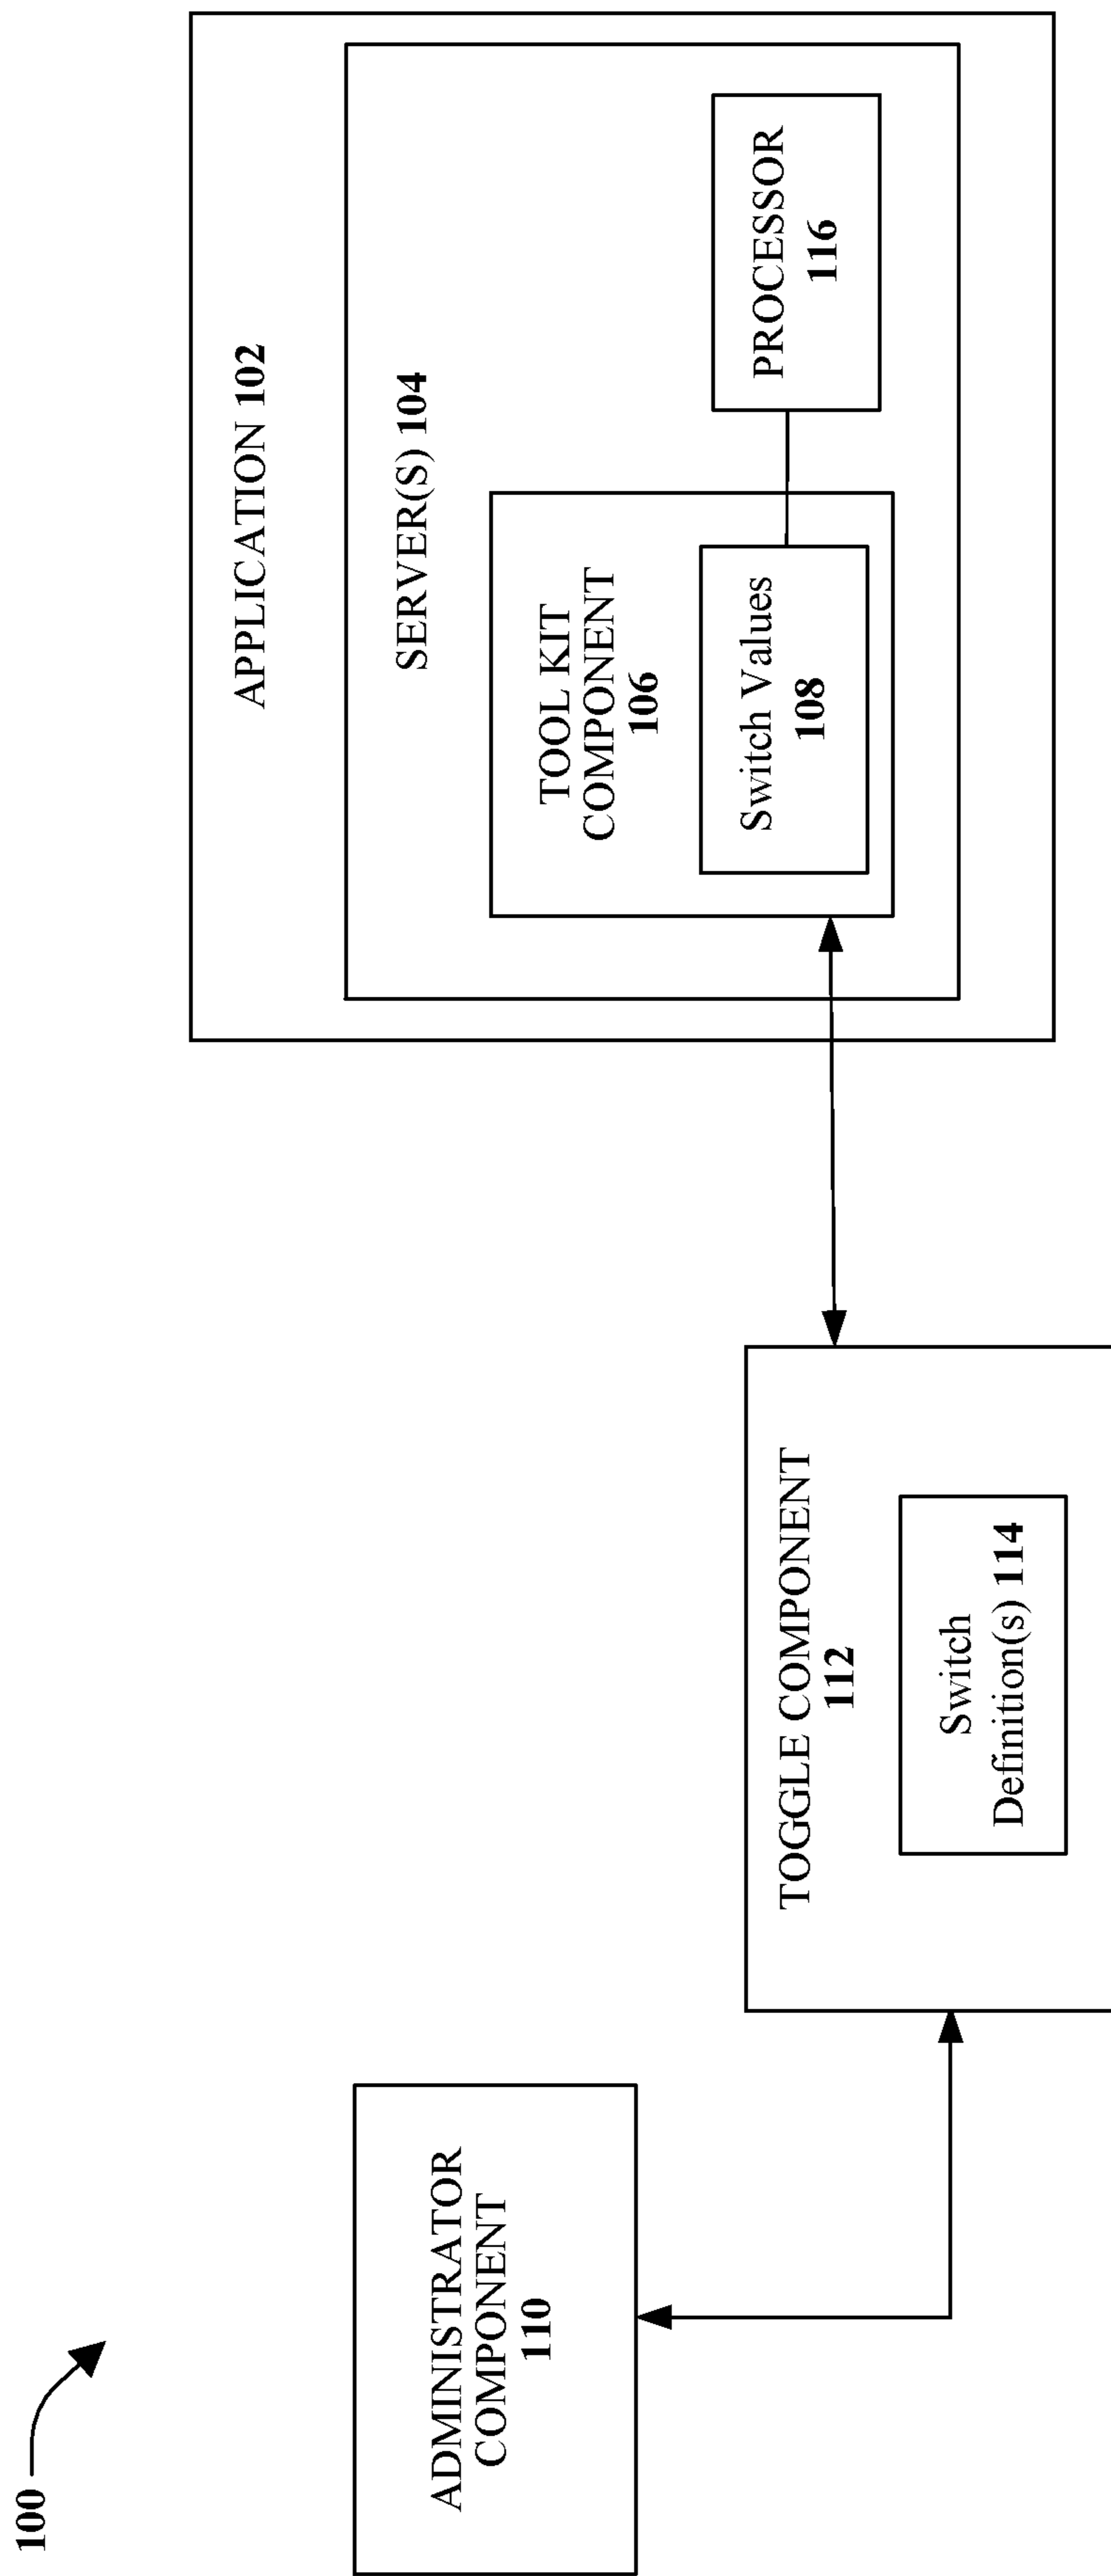 100
APPLICATION 102
SERVER(S) 104
TOOL KIT
COMPONENT
106
Switch Values
108
PROCESSOR
116
ADMINISTRATOR
COMPONENT
110
TOGGLE COMPONENT
112
Switch
Definition(s) 114